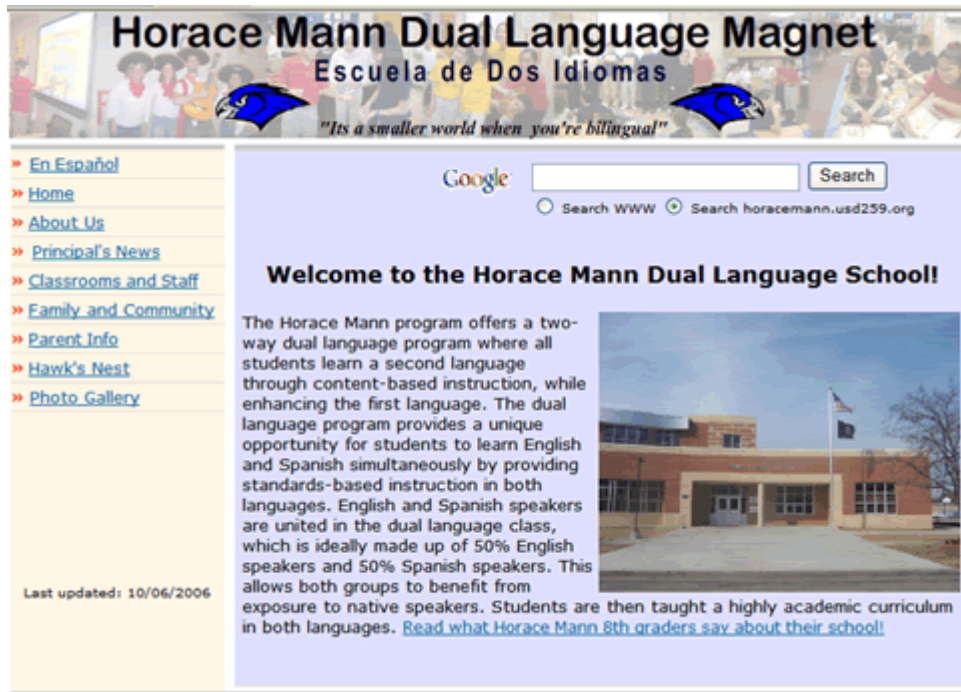 Horace Mann Dual Language Magnet
Escuela de Dos Idiomas
"Its a smaller world when you're bilingual"
» En Español
» Home
» About Us
» Principal's News
» Classrooms and Staff
» Family and Community
» Parent Info
» Hawk's Nest
» Photo Gallery
Last updated: 10/06/2006
Google
Search
Search WWW
Search horacemann.usd259.org
Welcome to the Horace Mann Dual Language School!
The Horace Mann program offers a two-
way dual language program where all
students learn a second language
through content-based instruction, while
enhancing the first language. The dual
language program provides a unique
opportunity for students to learn English
and Spanish simultaneously by providing
standards-based instruction in both
languages. English and Spanish speakers
are united in the dual language class,
which is ideally made up of 50% English
speakers and 50% Spanish speakers. This
allows both groups to benefit from
exposure to native speakers. Students are then taught a highly academic curriculum
in both languages. Read what Horace Mann 8th graders say about their school!